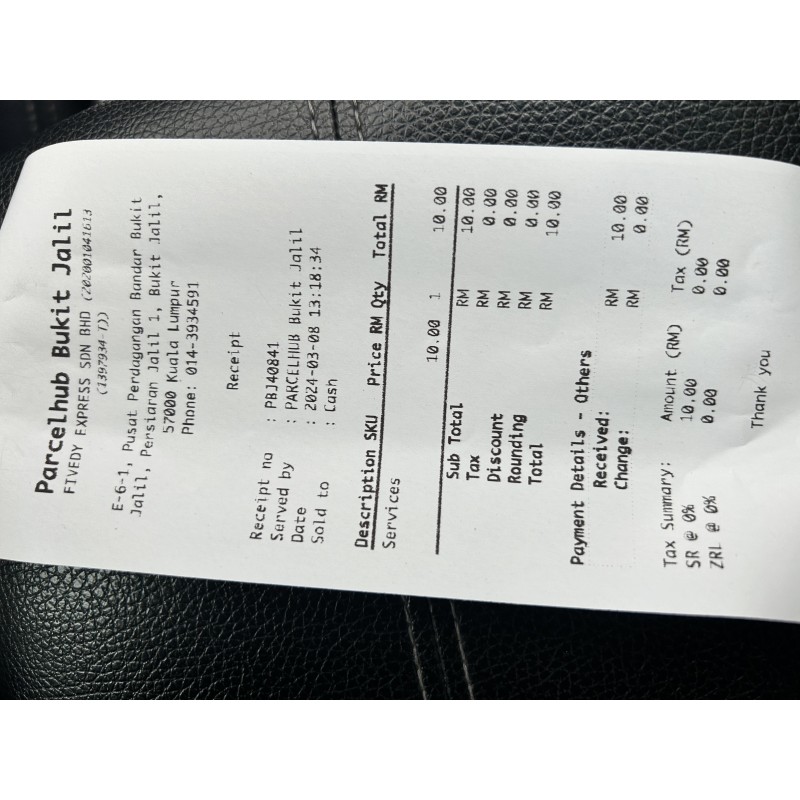 Parcelhub Bukit Jalil
FIVEDY EXPRESS SDN BHD (202001041613
(1397934-T))
E-6-1, Pusat Perdagangan Bandar Bukit
Jalil, Persiaran Jalil 1, Bukit Jalil,
57000 Kuala Lumpur
Phone: 014-3934591
Receipt
Receipt no : PBJ40841
Served by : PARCELHUB Bukit Jalil
Date : 2024-03-08 13:18:34
Sold to : Cash
Description SKU Price RM Qty Total RM
Services 10.00 1 10.00
Sub Total RM 10.00
Tax RM 0.00
Discount RM 0.00
Rounding RM 0.00
Total RM 10.00
Payment Details - Others
Received: RM 10.00
Change: RM 0.00
Tax Summary: Amount (RM) Tax (RM)
SR @ 0% 10.00 0.00
ZRL @ 0% 0.00 0.00
Thank you